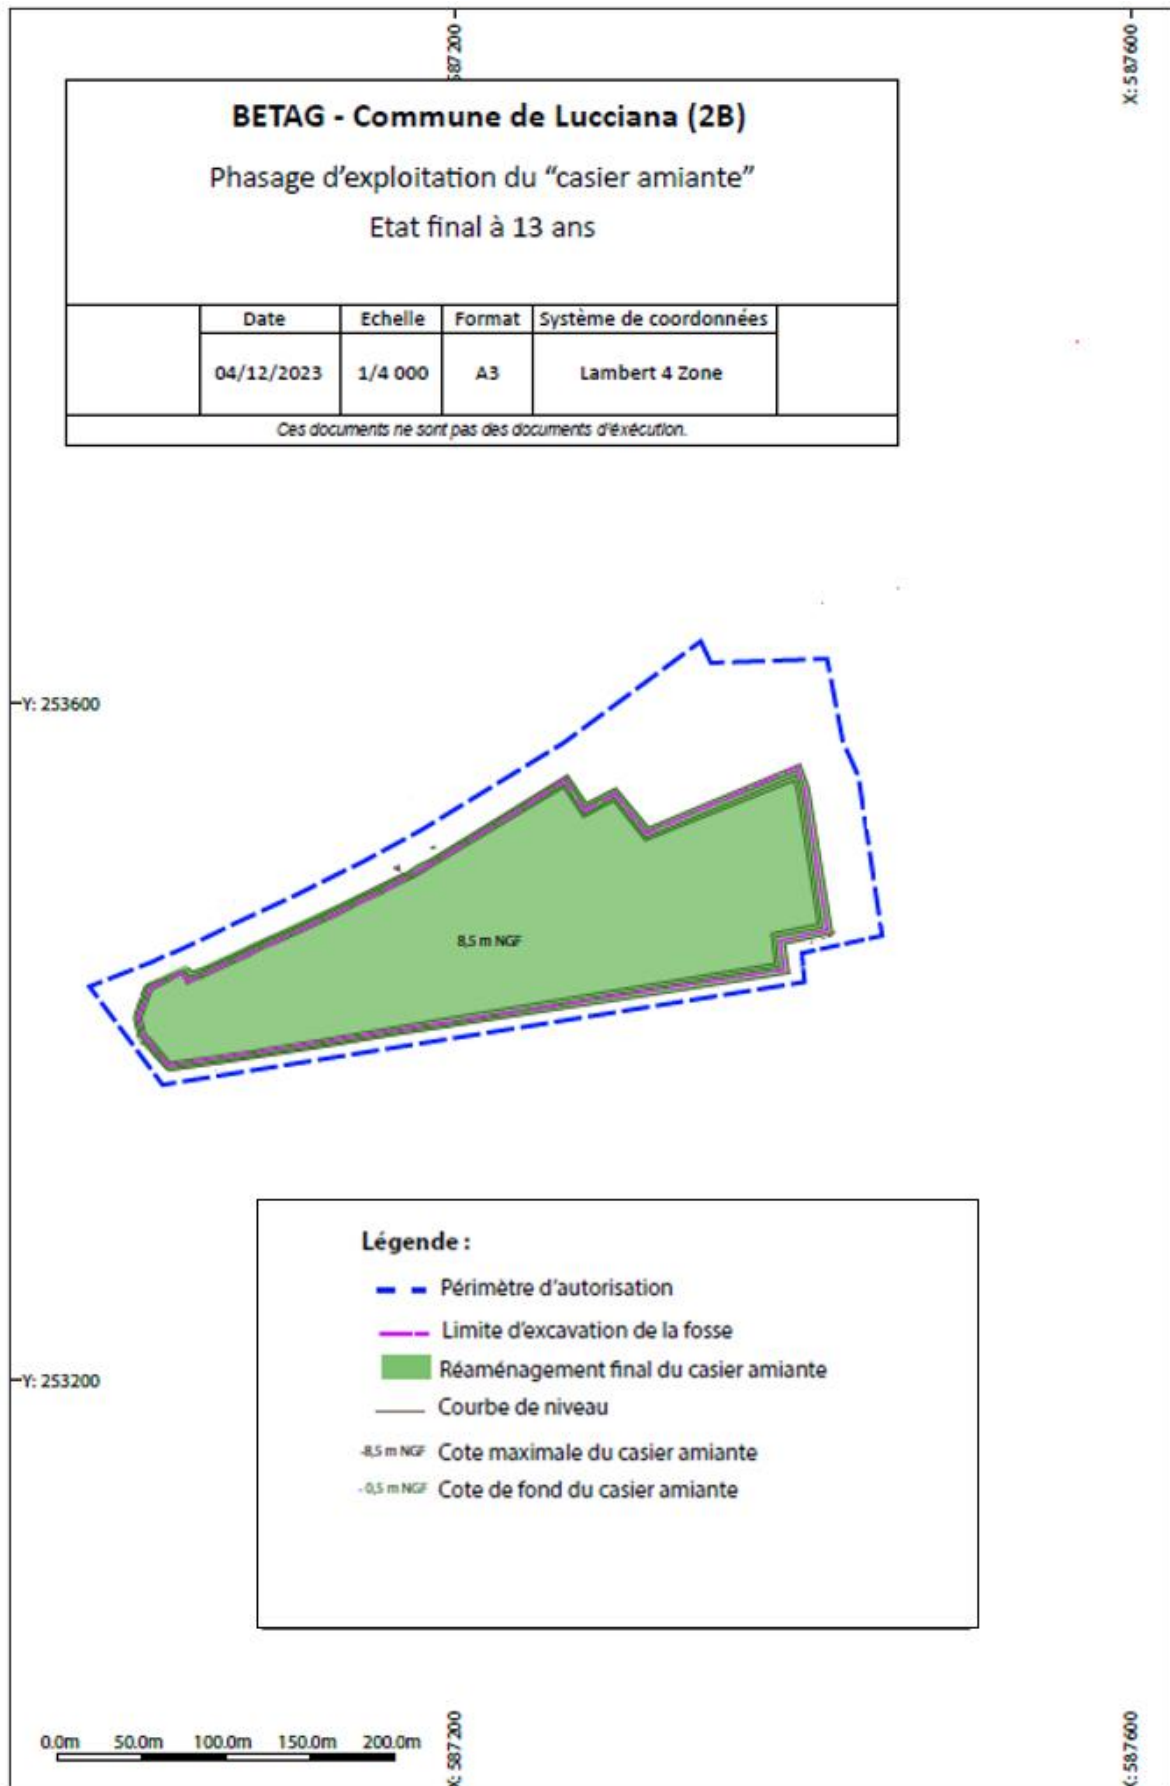 X: 587200
X: 587600
BETAG - Commune de Lucciana (2B)
Phasage d'exploitation du “casier amiante”
Etat final à 13 ans
Date Echelle Format Système de coordonnées
04/12/2023 1/4 000 A3 Lambert 4 Zone
Ces documents ne sont pas des documents d'éxécution.
Y: 253600
8,5 m NGF
Légende :
Périmètre d'autorisation
Limite d'excavation de la fosse
Réaménagement final du casier amiante
Y: 253200
Courbe de niveau
-8,5 m NGF Cote maximale du casier amiante
- 0,5 m NGF Cote de fond du casier amiante
0.0m 50.0m 100.0m 150.0m 200.0m
X: 587200
X: 587600